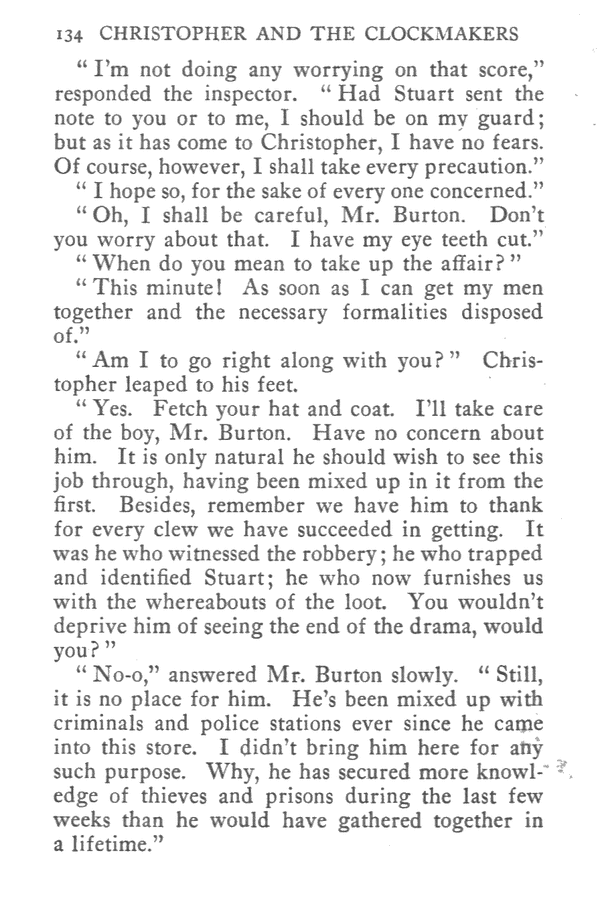 134 CHRISTOPHER AND THE CLOCKMAKERS
“ I’m not doing any worrying on that score,”
responded the inspector. “ Had Stuart sent the
note to you or to me, I should be on my guard;
but as it has come to Christopher, I have no fears.
Of course, however, I shall take every precaution.”
“ I hope so, for the sake of every one concerned.”
“ Oh, I shall be careful, Mr. Burton. Don’t
you worry about that. I have my eye teeth cut.”
“ When do you mean to take up the affair? ”
“ This minute! As soon as I can get my men
together and the necessary formalities disposed
of.”
“ Am I to go right along with you? ” Chris-
topher leaped to his feet.
“ Yes. Fetch your hat and coat. I’ll take care
of the boy, Mr. Burton. Have no concern about
him. It is only natural he should wish to see this
job through, having been mixed up in it from the
first. Besides, remember we have him to thank
for every clew we have succeeded in getting. It
was he who witnessed the robbery; he who trapped
and identified Stuart; he who now furnishes us
with the whereabouts of the loot. You wouldn’t
deprive him of seeing the end of the drama, would
you? ”
“ No-o,” answered Mr. Burton slowly. “ Still,
it is no place for him. He’s been mixed up with
criminals and police stations ever since he came
into this store. I didn’t bring him here for any
such purpose. Why, he has secured more knowl-
edge of thieves and prisons during the last few
weeks than he would have gathered together in
a lifetime.”